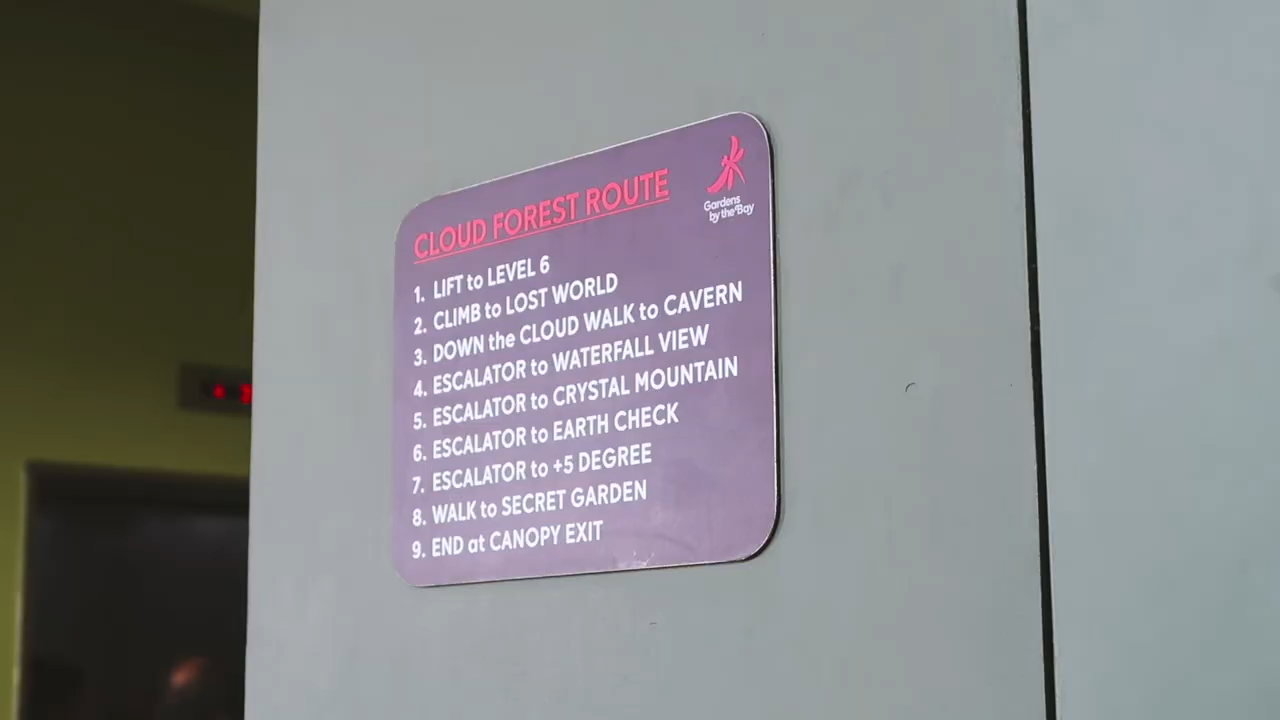 CLOUD FOREST ROUTE
Gardens
by the Bay
1. LIFT to LEVEL 6
2. CLIMB to LOST WORLD
3. DOWN the CLOUD WALK to CAVERN
4. ESCALATOR to WATERFALL VIEW
5. ESCALATOR to CRYSTAL MOUNTAIN
6. ESCALATOR to EARTH CHECK
7. ESCALATOR to +5 DEGREE
8. WALK to SECRET GARDEN
9. END at CANOPY EXIT